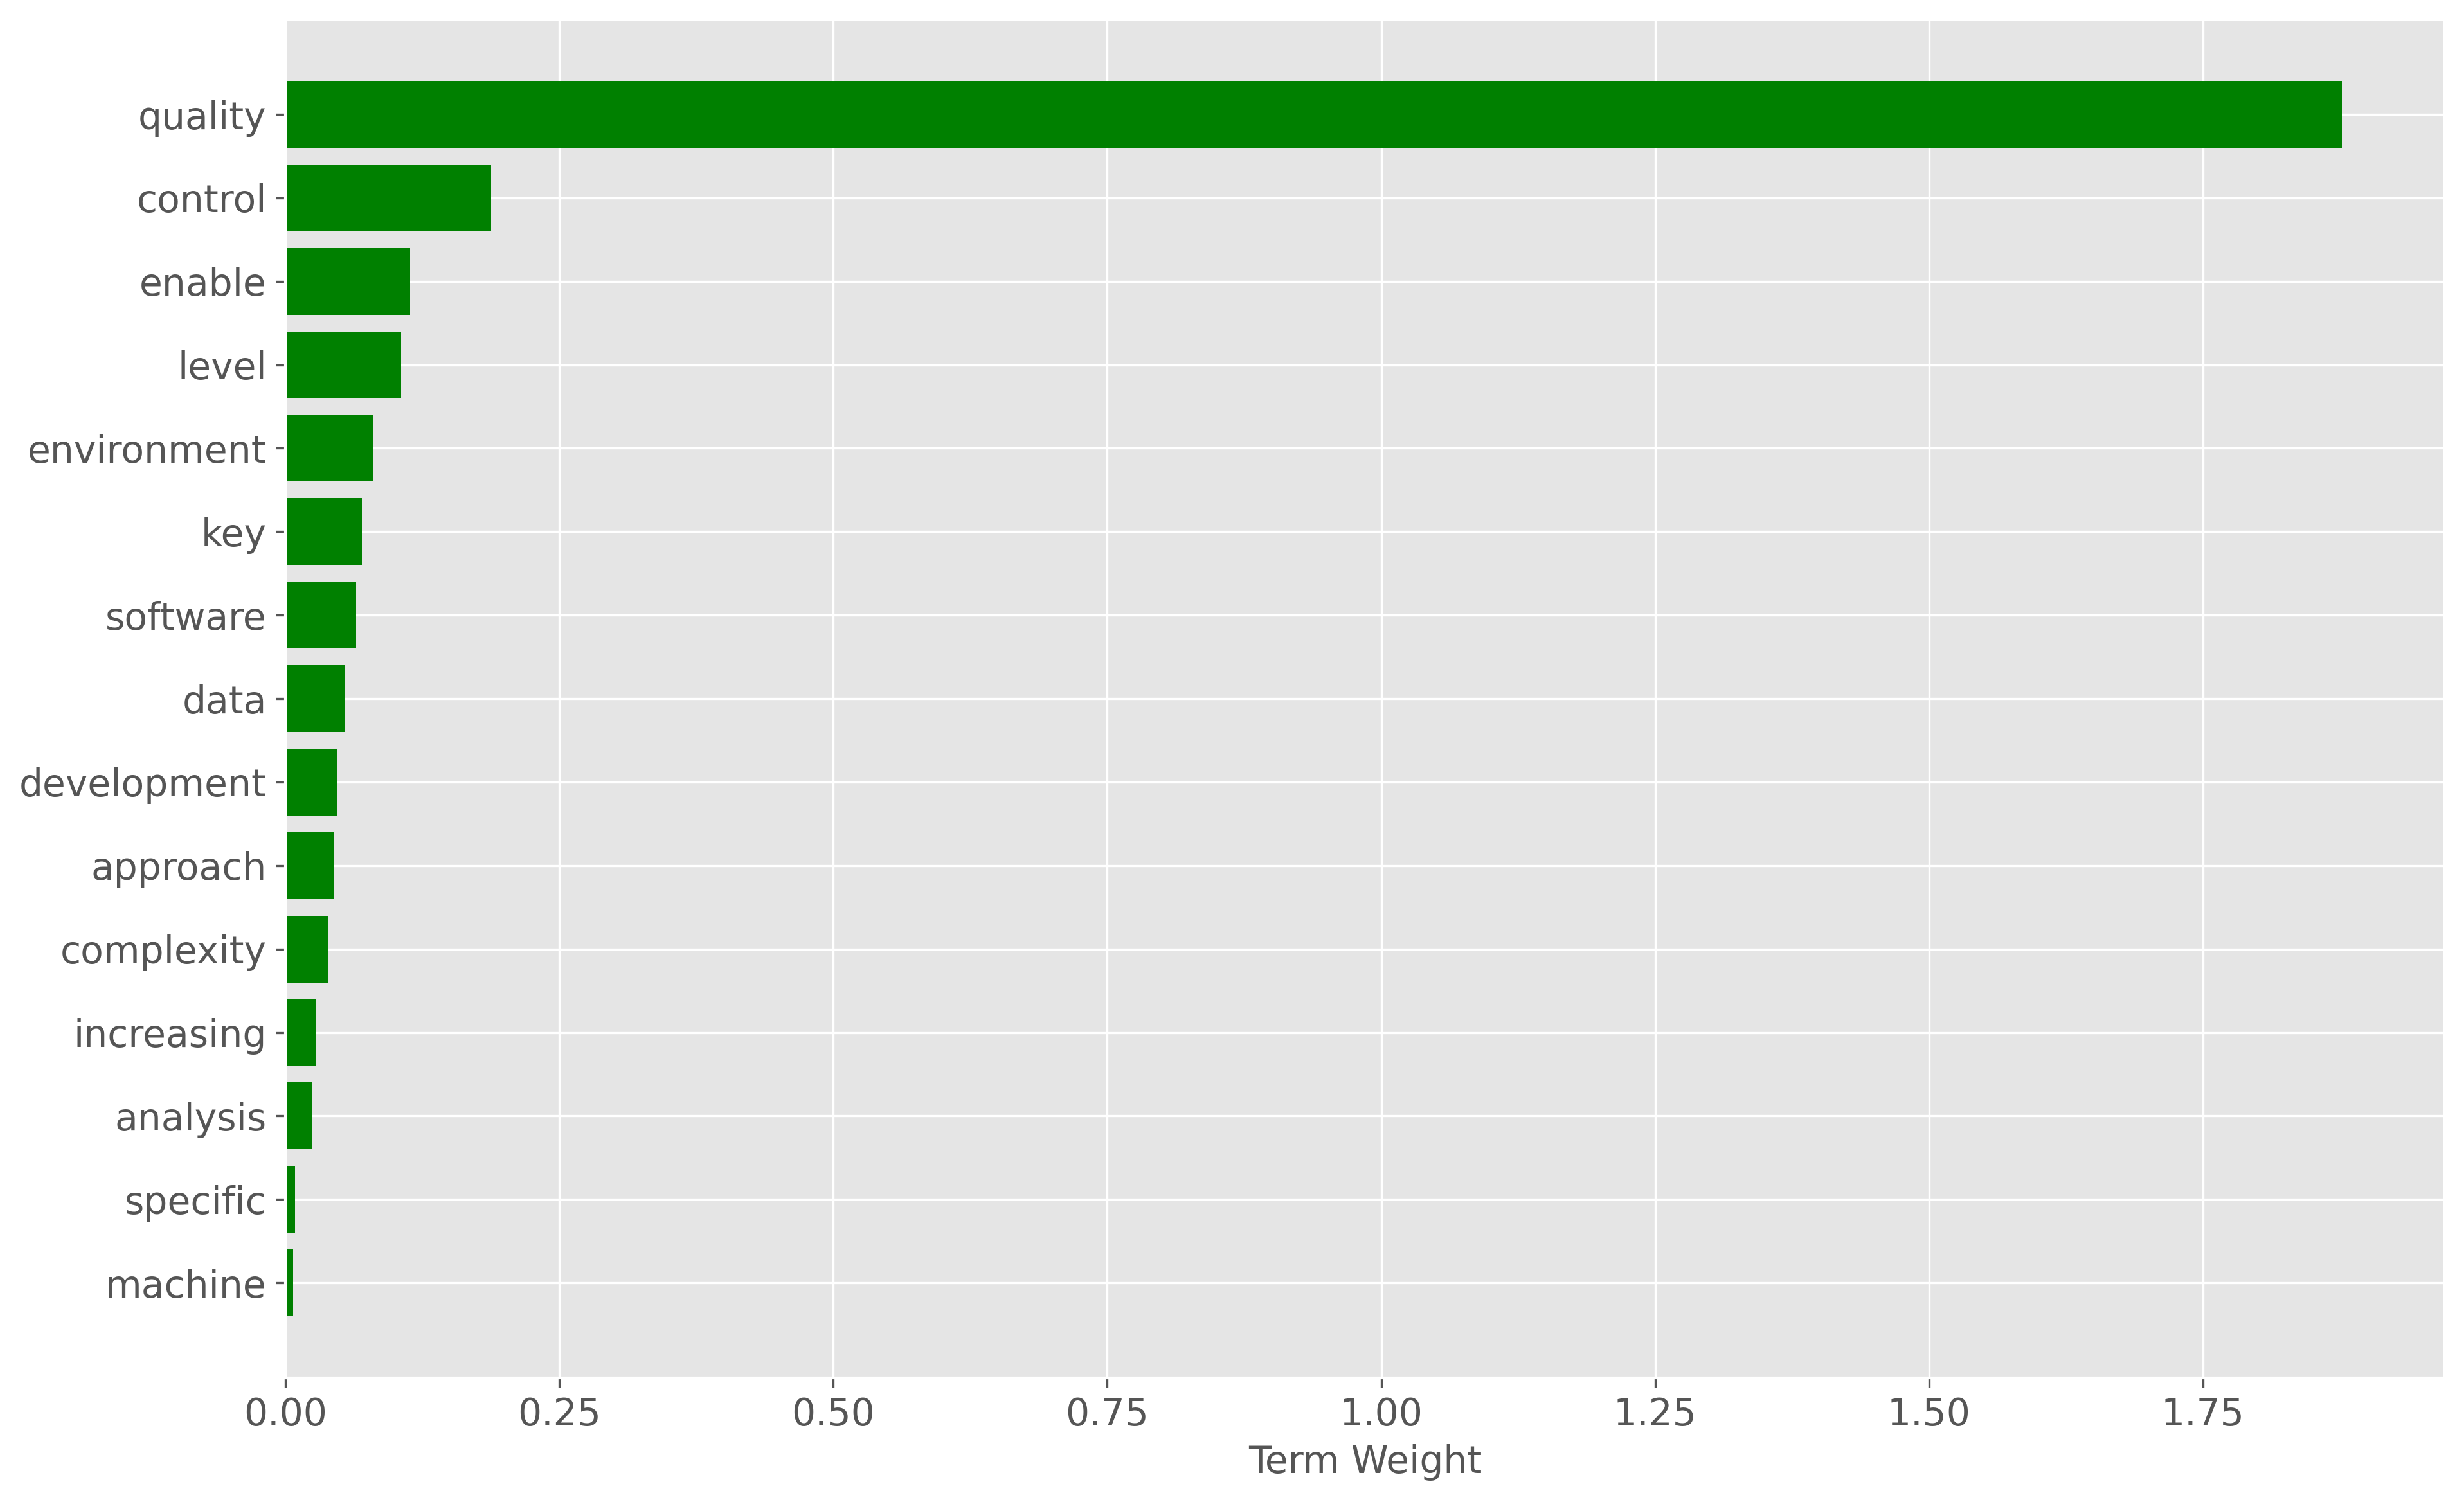 quality
control
enable
level
environment
key
software
data
development
approach
complexity
increasing
analysis
specific
machine
0.00 0.25 0.50 0.75 1.00 1.25 1.50 1.75
Term Weight